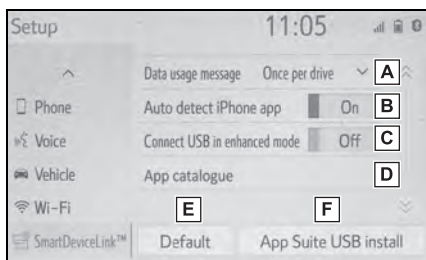 Setup 11:05
Data usage message Once per drive A
Phone Auto detect iPhone app On B
Voice Connect USB in enhanced mode Off C
Vehicle App catalogue D
Wi-Fi E F
SmartDeviceLink™ Default App Suite USB install